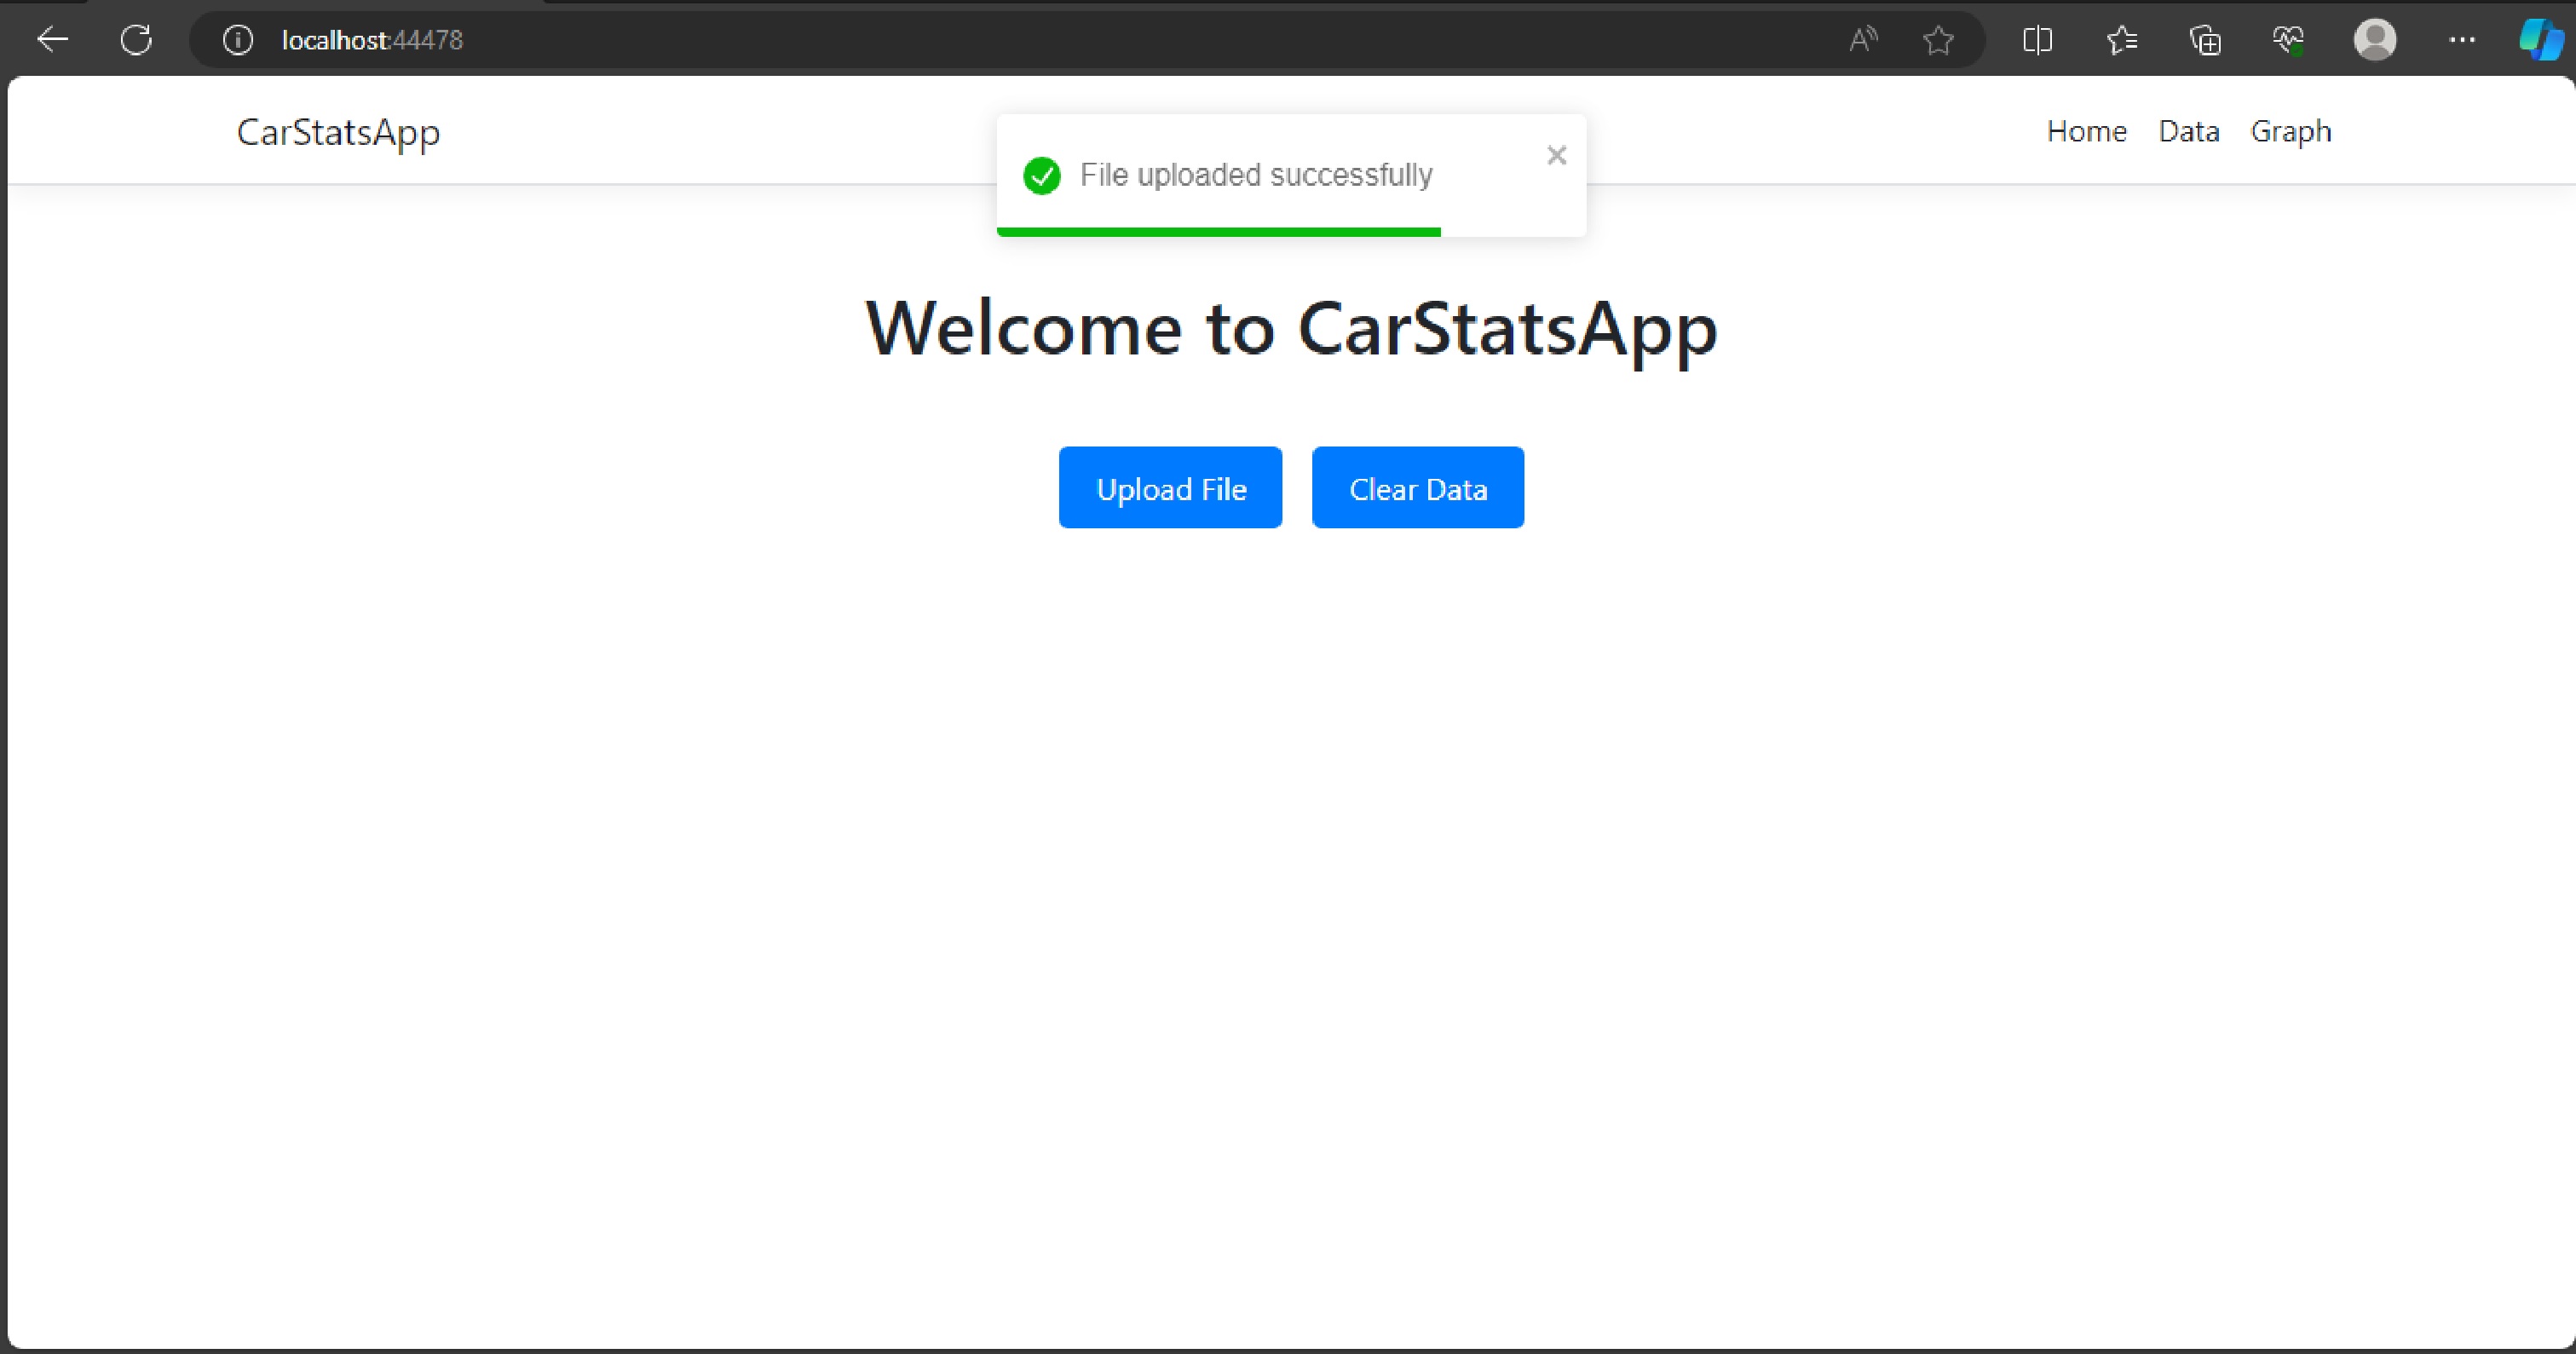 localhost:44478
CarStatsApp
Home Data Graph
File uploaded successfully
Welcome to CarStatsApp
Upload File
Clear Data